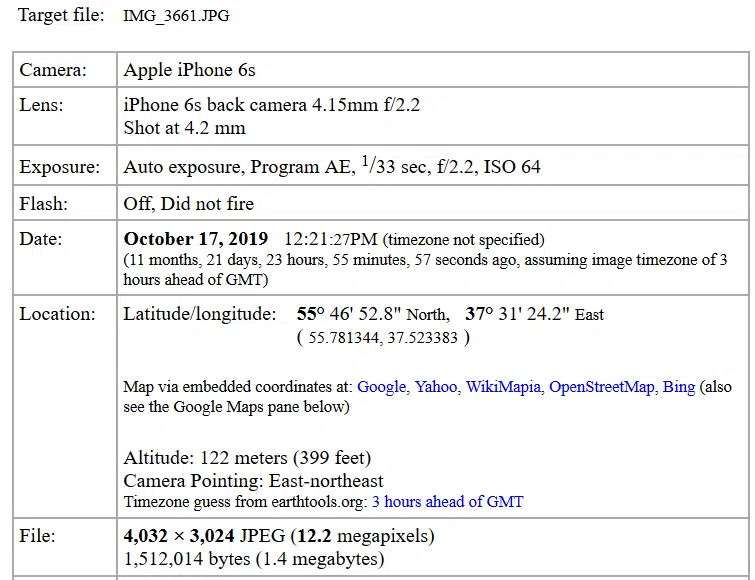 Target file: IMG_3661.JPG
Camera: Apple iPhone 6s
Lens: iPhone 6s back camera 4.15mm f/2.2
Shot at 4.2 mm
Exposure: Auto exposure, Program AE, 1/33 sec, f/2.2, ISO 64
Flash: Off, Did not fire
Date: October 17, 2019 12:21:27PM (timezone not specified)
(11 months, 21 days, 23 hours, 55 minutes, 57 seconds ago, assuming image timezone of 3
hours ahead of GMT)
Location: Latitude/longitude: 55° 46' 52.8" North, 37° 31' 24.2" East
( 55.781344, 37.523383 )
Map via embedded coordinates at: Google, Yahoo, WikiMapia, OpenStreetMap, Bing (also
see the Google Maps pane below)
Altitude: 122 meters (399 feet)
Camera Pointing: East-northeast
Timezone guess from earthtools.org: 3 hours ahead of GMT
File: 4,032 × 3,024 JPEG (12.2 megapixels)
1,512,014 bytes (1.4 megabytes)